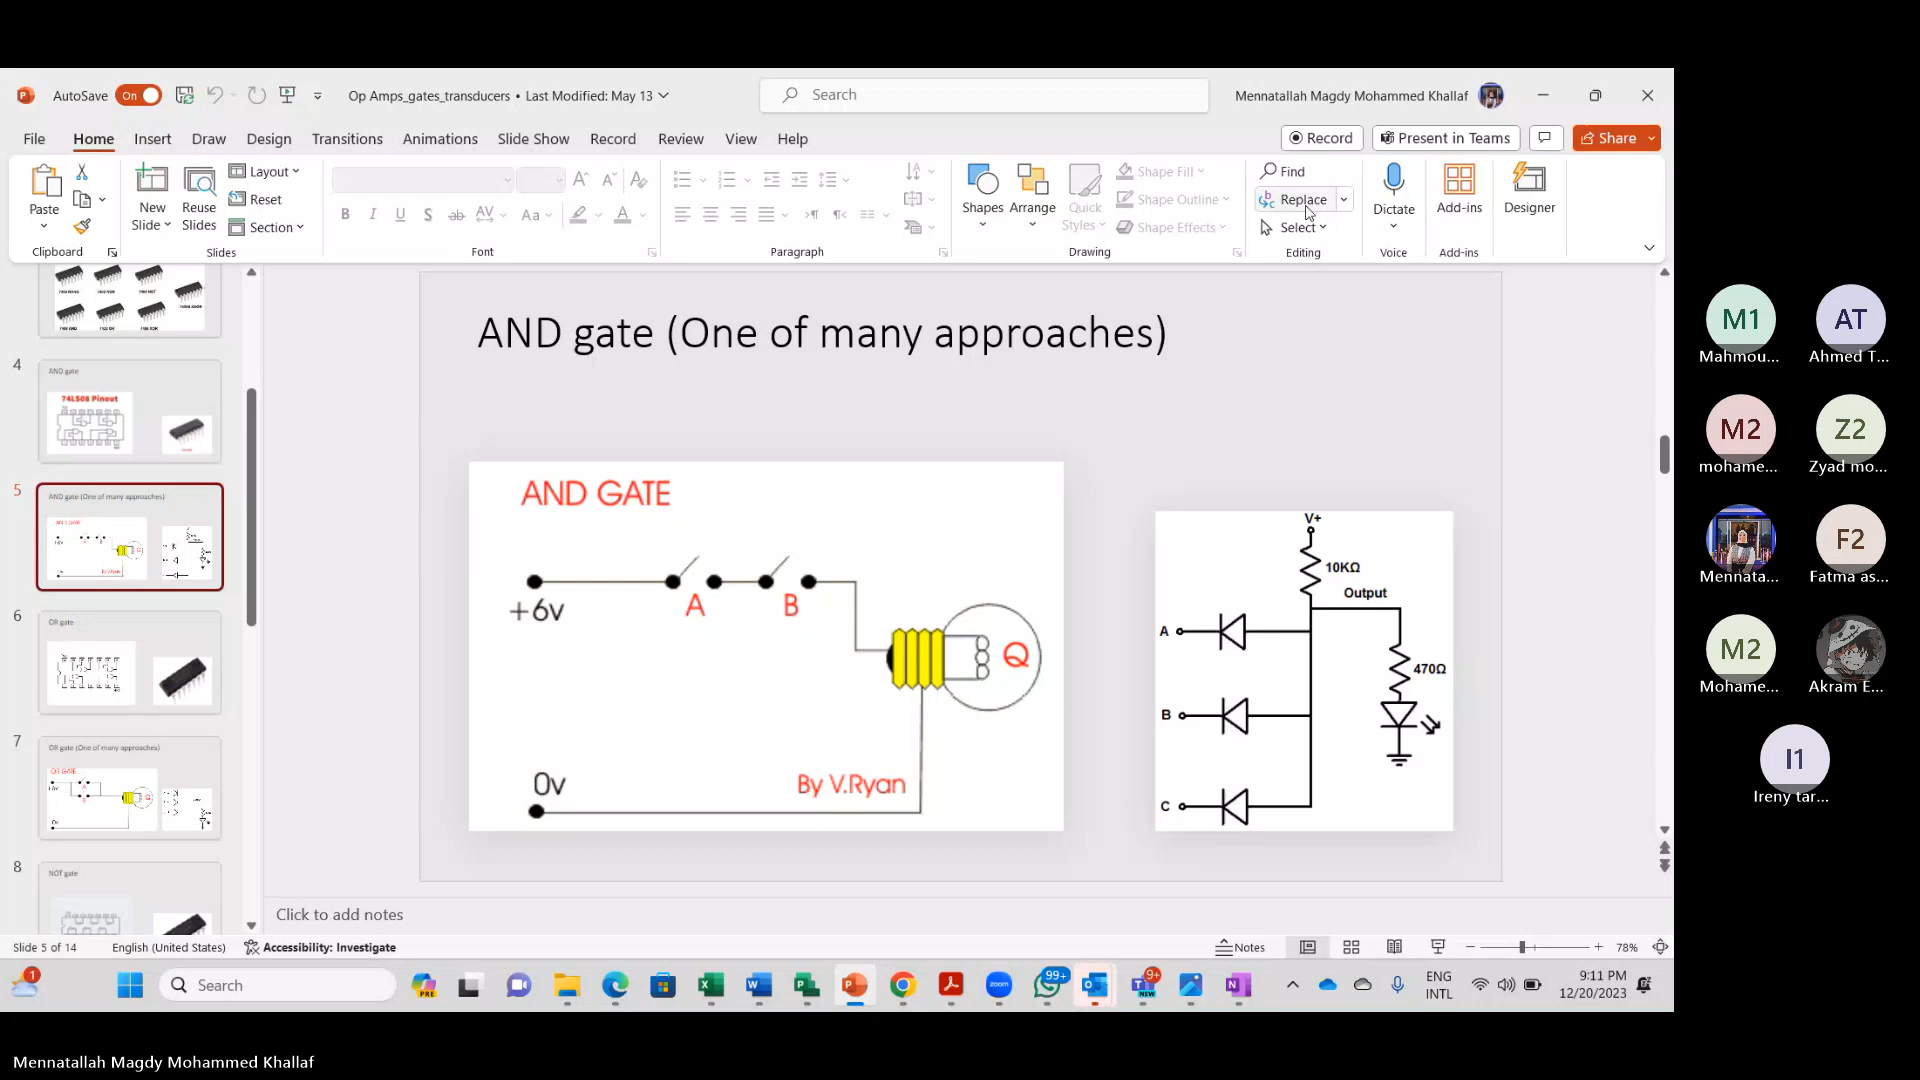 AutoSave On Op Amps_gates_transducers • Last Modified: May 13 Search Mennatallah Magdy Mohammed Khallaf
File Home Insert Draw Design Transitions Animations Slide Show Record Review View Help Record Present in Teams Share
Paste New Slide Reuse Slides Layout Reset Section
Shapes Arrange Quick Styles Shape Fill Shape Outline Shape Effects
Find Replace Select Dictate Add-ins Designer
Clipboard Slides Font Paragraph Drawing Editing Voice Add-ins
4
AND gate
74LS08 Pinout
5
AND gate (One of many approaches)
AND GATE
6
OR gate
7
OR gate (One of many approaches)
OR GATE
8
NOT gate
AND gate (One of many approaches)
AND GATE
+6v
A
B
Q
0v
By V.Ryan
V+
10KΩ
Output
A
470Ω
B
C
Click to add notes
Slide 5 of 14 English (United States) Accessibility: Investigate Notes 78%
1 Search PRE 99+ zoom 9+ NEW ENG INTL 9:11 PM 12/20/2023
M1 AT
Mahmou... Ahmed T...
M2 Z2
mohame... Zyad mo...
F2
Mennata... Fatma as...
M2
Mohame... Akram E...
I1
Ireny tar...
Mennatallah Magdy Mohammed Khallaf